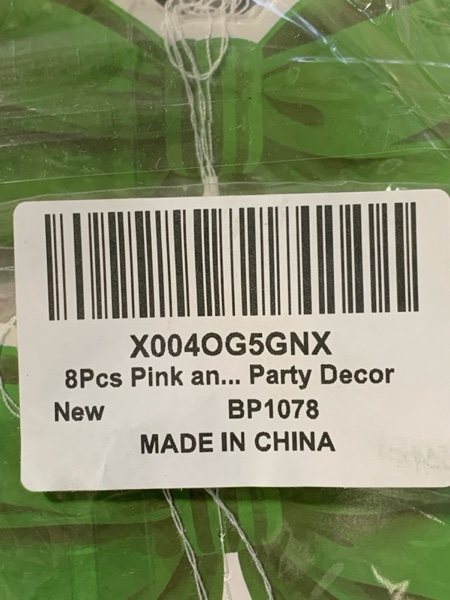 X004OG5GNX
8Pcs Pink an... Party Decor
New BP1078
MADE IN CHINA